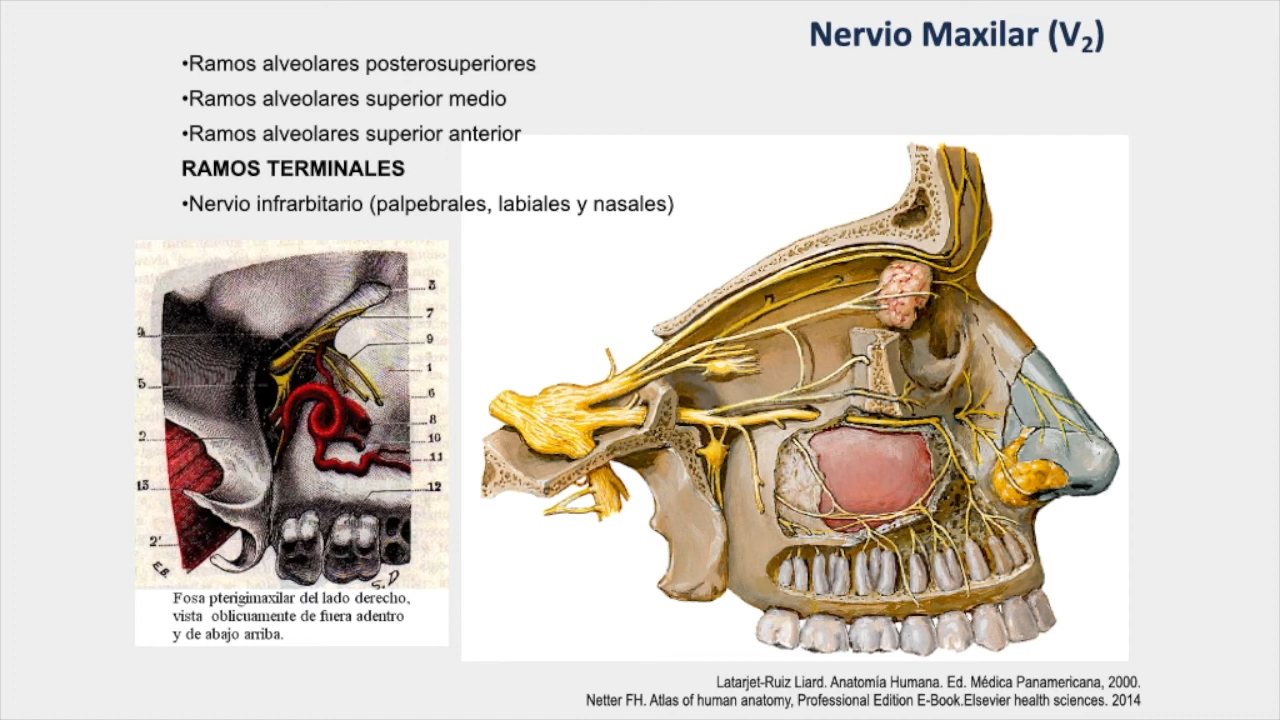 Nervio Maxilar (V₂)
•Ramos alveolares posterosuperiores
•Ramos alveolares superior medio
•Ramos alveolares superior anterior
RAMOS TERMINALES
•Nervio infrarbitario (palpebrales, labiales y nasales)
3
7
9
1
6
8
10
11
12
5
2
13
2'
E.B.
S.D
Fosa pterigimaxilar del lado derecho,
vista oblicuamente de fuera adentro
y de abajo arriba.
Latarjet-Ruiz Liard. Anatomía Humana. Ed. Médica Panamericana, 2000.
Netter FH. Atlas of human anatomy, Professional Edition E-Book.Elsevier health sciences. 2014